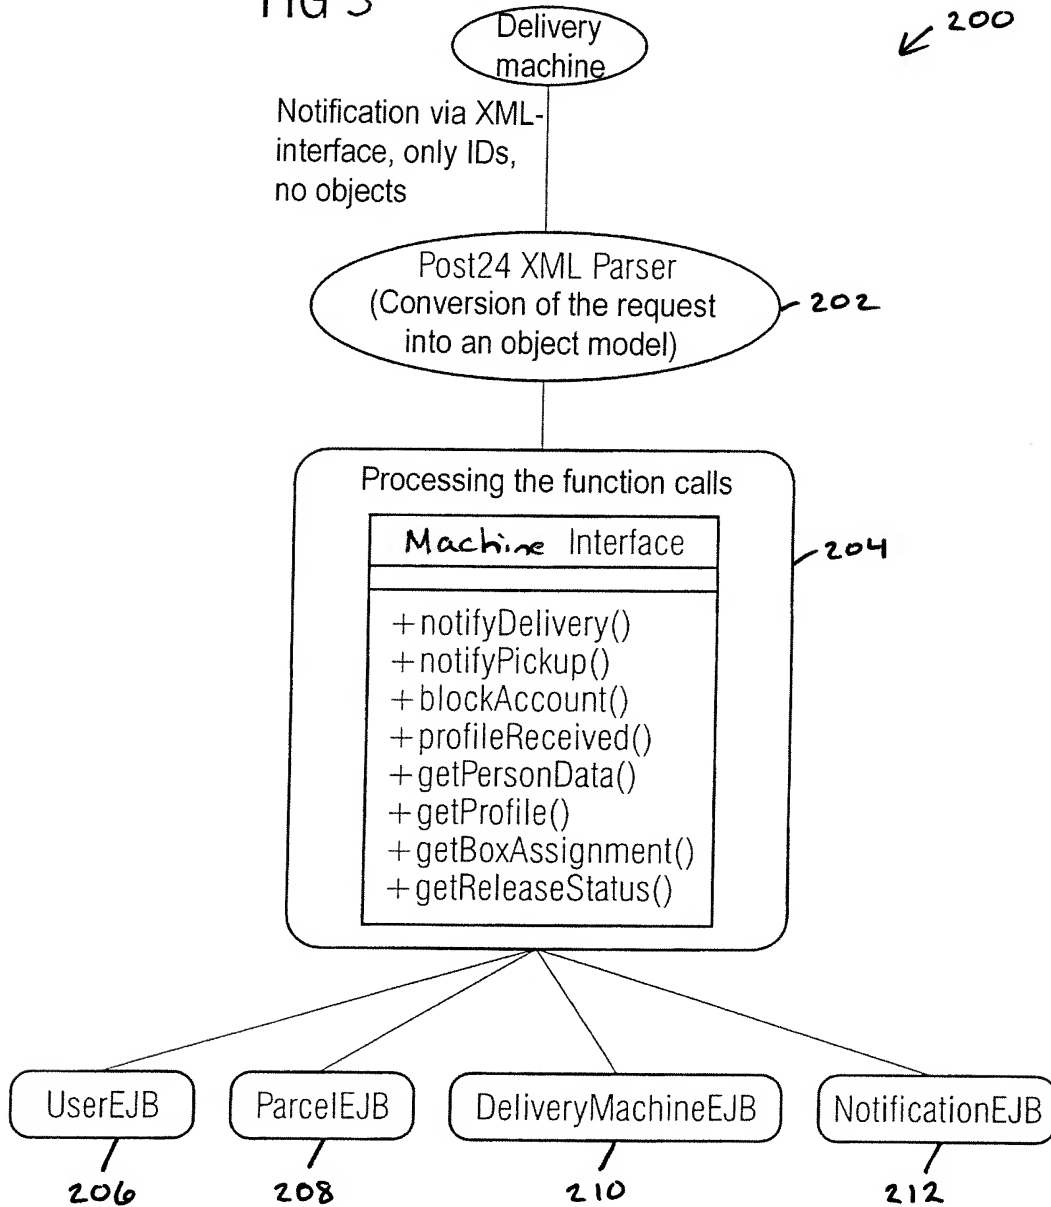 FIG 3
200
Delivery
machine
Notification via XML-
interface, only IDs,
no objects
Post24 XML Parser
(Conversion of the request
into an object model)
202
Processing the function calls
Machine Interface
204
+notifyDelivery()
+notifyPickup()
+blockAccount()
+profileReceived()
+getPersonData()
+getProfile()
+getBoxAssignment()
+getReleaseStatus()
UserEJB
ParcelEJB
DeliveryMachineEJB
NotificationEJB
206
208
210
212